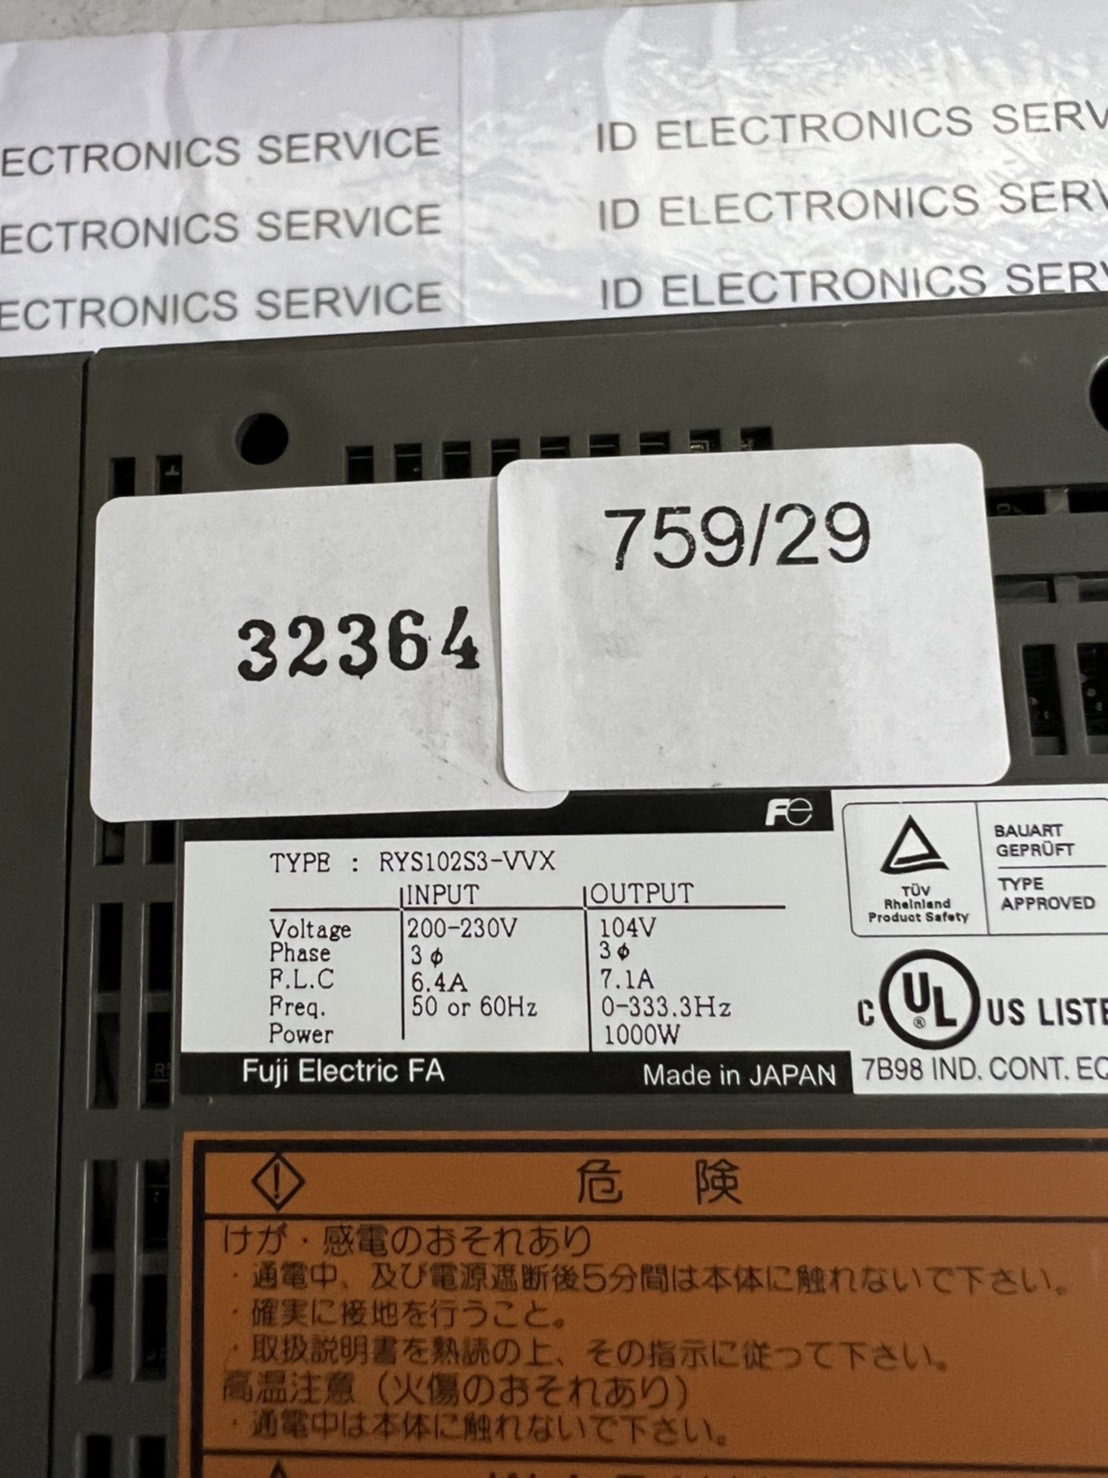 ECTRONICS SERVICE ID ELECTRONICS SERV
ECTRONICS SERVICE ID ELECTRONICS SERV
ECTRONICS SERVICE ID ELECTRONICS SERV
759/29
32364
Fe
TYPE : RYS102S3-VVX
INPUT OUTPUT
Voltage 200-230V 104V
Phase 3φ 3φ
F.L.C 6.4A 7.1A
Freq. 50 or 60Hz 0-333.3Hz
Power 1000W
Fuji Electric FA Made in JAPAN
TÜV
Rheinland
Product Safety
BAUART
GEPRÜFT
TYPE
APPROVED
C UL ® US LISTE
7B98 IND. CONT. EQ
危 険
けが・感電のおそれあり
・通電中、及び電源遮断後5分間は本体に触れないで下さい。
・確実に接地を行うこと。
・取扱説明書を熟読の上、その指示に従って下さい。
高温注意(火傷のおそれあり)
・通電中は本体に触れないで下さい。